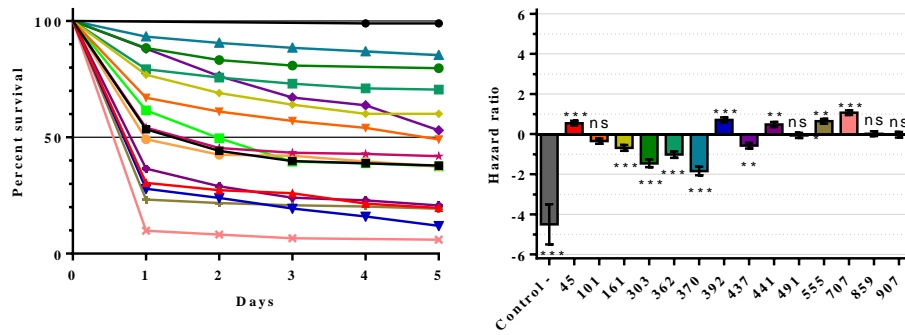 Percent survival
100
50
0
0 1 2 3 4 5
Days
Hazard ratio
6
4
2
0
-2
-4
-6
*** *** ns *** *** *** *** *** ** ** ns ** *** ns ns
Control- 45 101 161 303 362 370 392 437 441 491 555 707 859 907